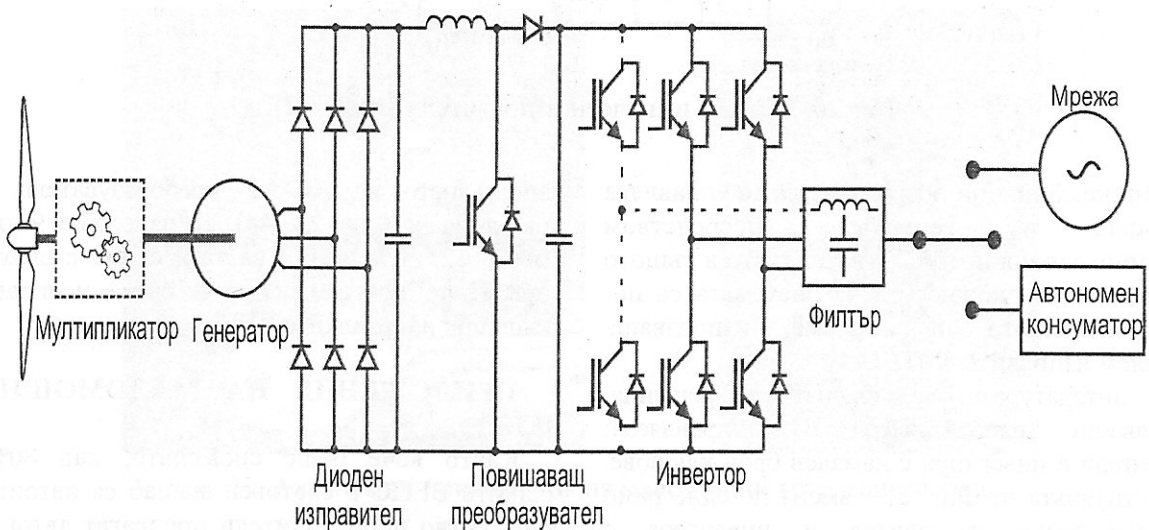 Мрежа
Мултипликатор
Генератор
Филтър
Автономен
консуматор
Диоден
изправител
Повишаващ
преобразувател
Инвертор